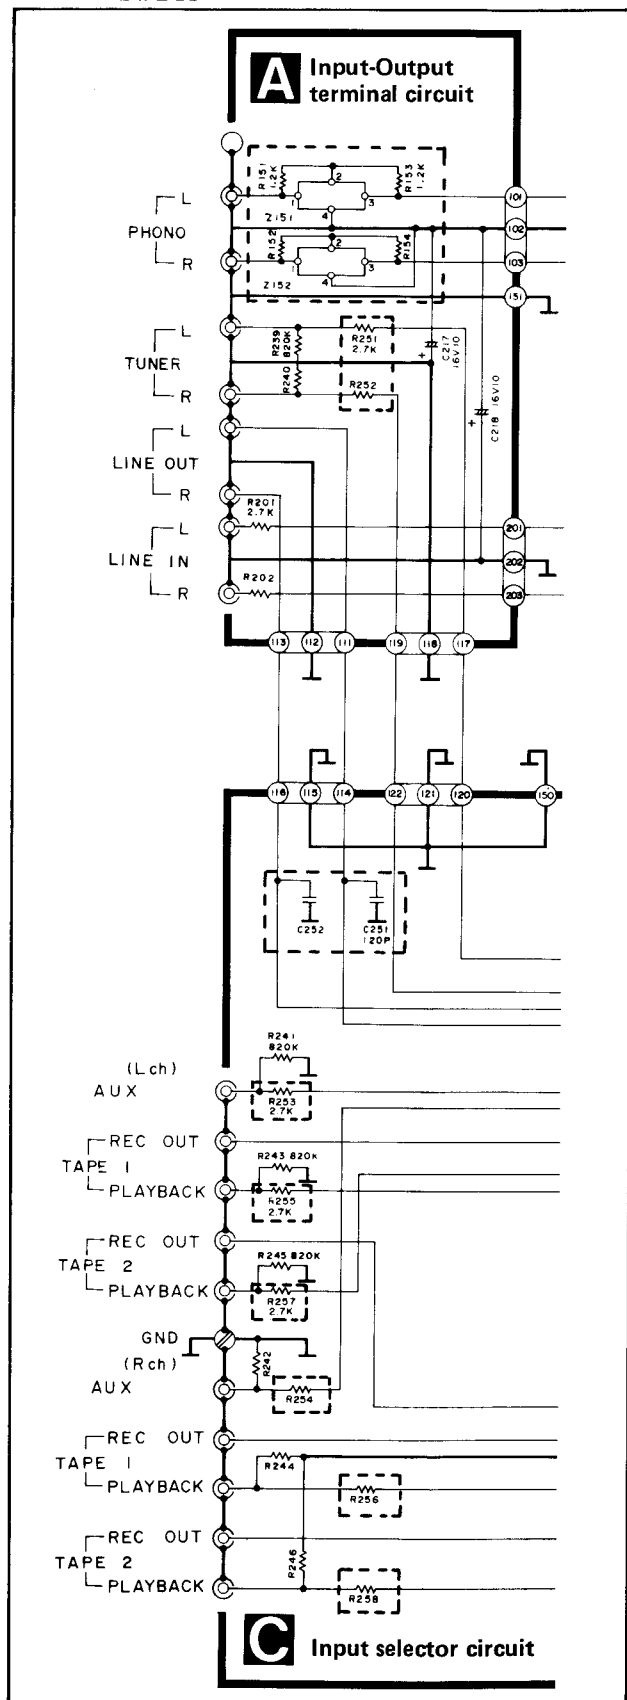 A Input-Output
terminal circuit
R151
1.2K
R153
1.2K
2
1
3
4
Z151
L
PHONO
R
101
102
103
R152
R154
2
1
3
4
Z152
151
L
TUNER
R
R239
820K
R240
R251
2.7K
R252
+
C217
16V10
+
C218 16V10
L
LINE OUT
R
R201
2.7K
L
LINE IN
R
R202
201
202
203
113
112
111
119
118
117
116
115
114
122
121
120
150
C252
C251
120P
R241
820K
(Lch)
AUX
R253
2.7K
REC OUT
TAPE 1
PLAYBACK
R243 820K
R255
2.7K
REC OUT
TAPE 2
PLAYBACK
R245 820K
R257
2.7K
GND
(Rch)
AUX
R242
R254
REC OUT
TAPE 1
PLAYBACK
R244
R256
REC OUT
TAPE 2
PLAYBACK
R246
R258
C Input selector circuit